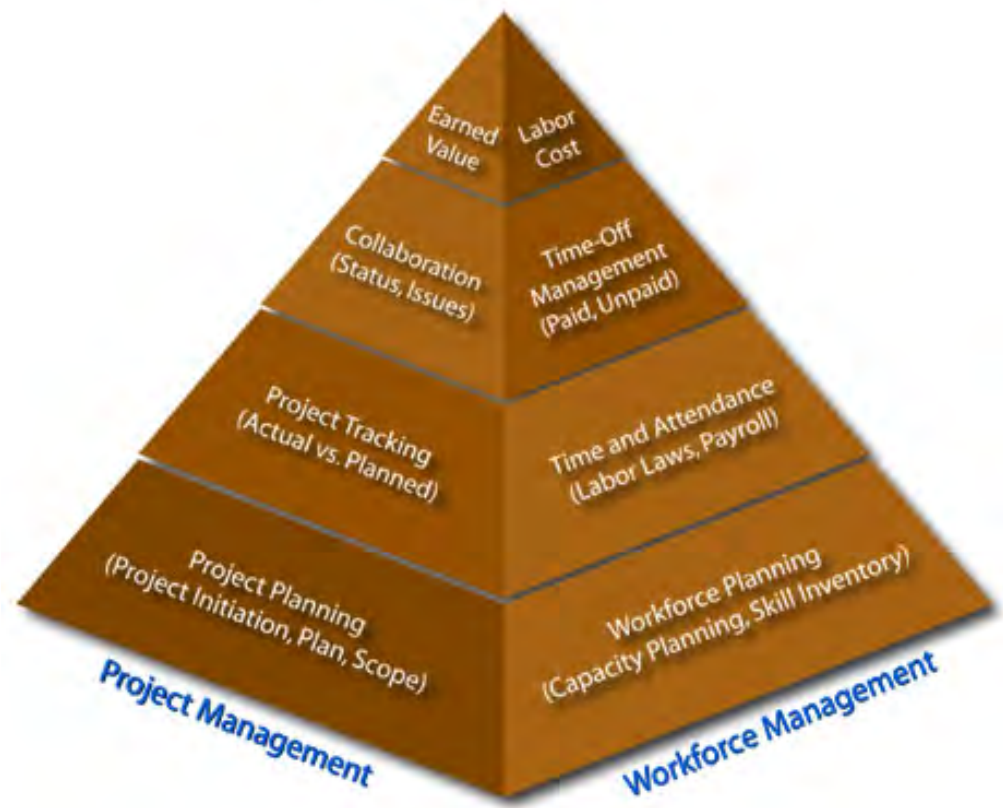 Earned
Value
Labor
Cost
Collaboration
(Status, Issues)
Time-Off
Management
(Paid, Unpaid)
Project Tracking
(Actual vs. Planned)
Time and Attendance
(Labor Laws, Payroll)
Project Planning
(Project Initiation, Plan, Scope)
Workforce Planning
(Capacity Planning, Skill Inventory)
Project Management
Workforce Management